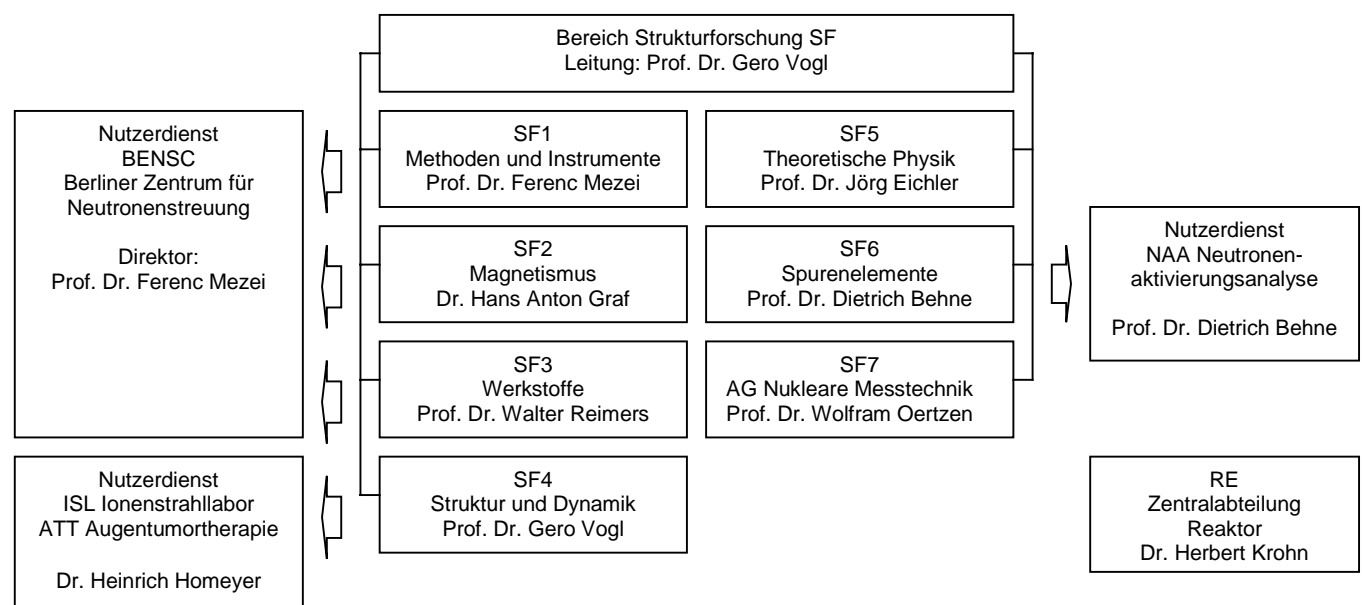 Bereich Strukturforschung SF
Leitung: Prof. Dr. Gero Vogl
Nutzerdienst
BENSC
Berliner Zentrum für
Neutronenstreuung
Direktor:
Prof. Dr. Ferenc Mezei
SF1
Methoden und Instrumente
Prof. Dr. Ferenc Mezei
SF5
Theoretische Physik
Prof. Dr. Jörg Eichler
SF2
Magnetismus
Dr. Hans Anton Graf
SF6
Spurenelemente
Prof. Dr. Dietrich Behne
Nutzerdienst
NAA Neutronen-
aktivierungsanalyse
Prof. Dr. Dietrich Behne
SF3
Werkstoffe
Prof. Dr. Walter Reimers
SF7
AG Nukleare Messtechnik
Prof. Dr. Wolfram Oertzen
Nutzerdienst
ISL Ionenstrahllabor
ATT Augentumortherapie
Dr. Heinrich Homeyer
SF4
Struktur und Dynamik
Prof. Dr. Gero Vogl
RE
Zentralabteilung
Reaktor
Dr. Herbert Krohn